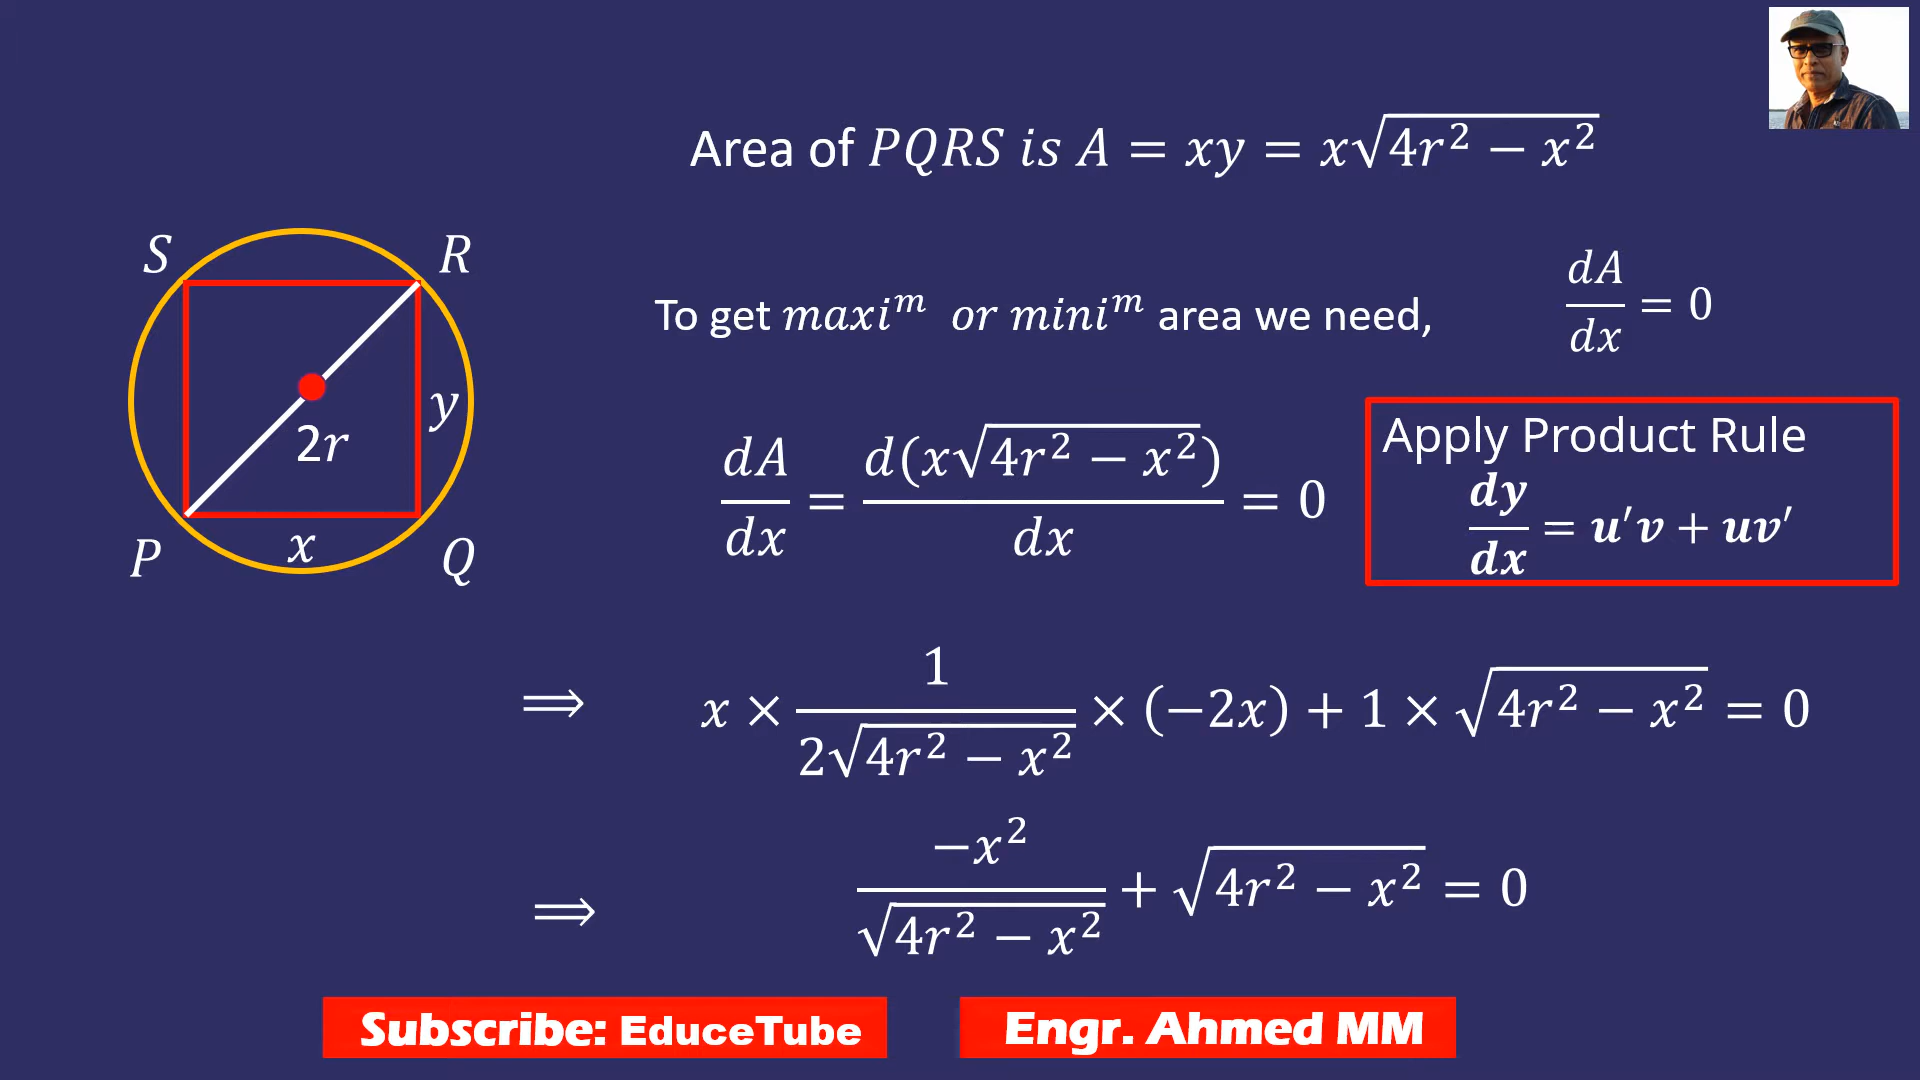 Area of PQRS is A = xy = x√(4r² − x²)
S
R
To get maxiᵐ or miniᵐ area we need,
dA/dx = 0
y
2r
dA/dx = d(x√(4r² − x²))/dx = 0
Apply Product Rule
dy/dx = u′v + uv′
P
x
Q
⟹ x × 1/(2√(4r² − x²)) × (−2x) + 1 × √(4r² − x²) = 0
⟹ −x²/√(4r² − x²) + √(4r² − x²) = 0
Subscribe: EduceTube
Engr. Ahmed MM